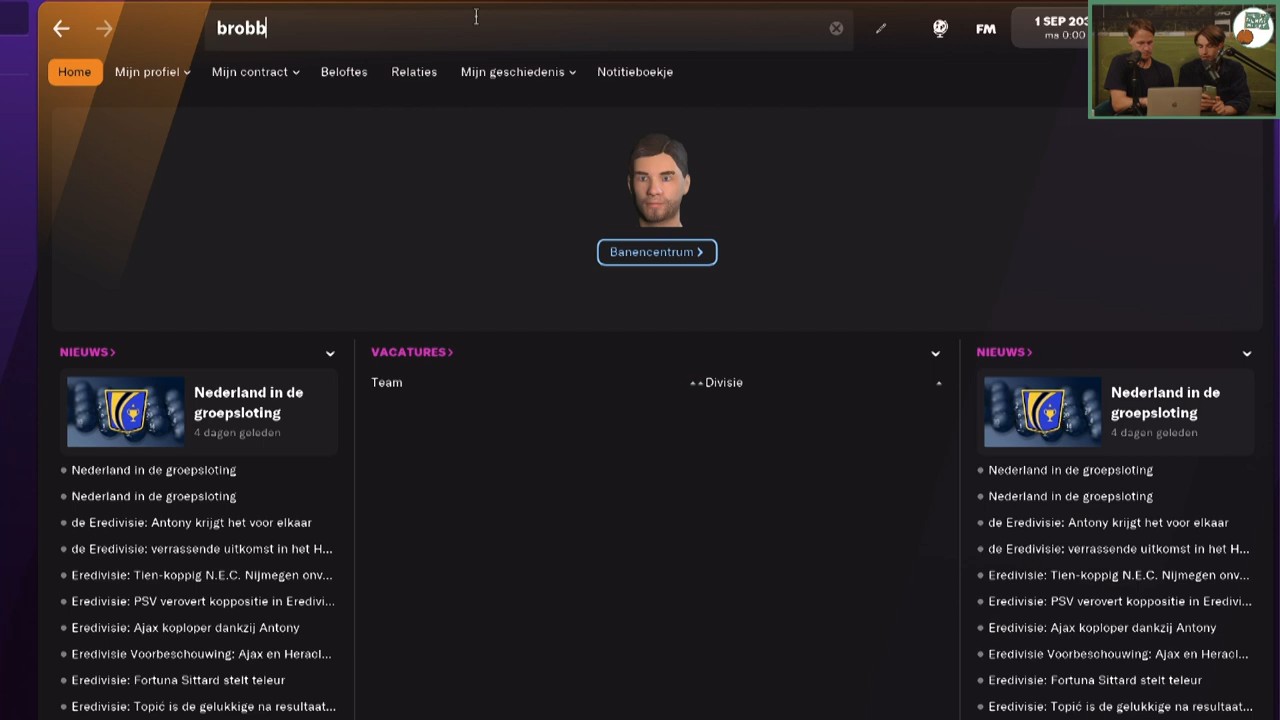 brobb
FM
1 SEP 203
ma 0:00
Home
Mijn profiel
Mijn contract
Beloftes
Relaties
Mijn geschiedenis
Notitieboekje
Banencentrum
NIEUWS
Nederland in de
groepsloting
4 dagen geleden
Nederland in de groepsloting
Nederland in de groepsloting
de Eredivisie: Antony krijgt het voor elkaar
de Eredivisie: verrassende uitkomst in het H...
Eredivisie: Tien-koppig N.E.C. Nijmegen onv...
Eredivisie: PSV verovert koppositie in Eredivi...
Eredivisie: Ajax koploper dankzij Antony
Eredivisie Voorbeschouwing: Ajax en Heracl...
Eredivisie: Fortuna Sittard stelt teleur
Eredivisie: Topić is de gelukkige na resultaat...
VACATURES
Team
Divisie
NIEUWS
Nederland in de
groepsloting
4 dagen geleden
Nederland in de groepsloting
Nederland in de groepsloting
de Eredivisie: Antony krijgt het voor elkaar
de Eredivisie: verrassende uitkomst in het H...
Eredivisie: Tien-koppig N.E.C. Nijmegen onv...
Eredivisie: PSV verovert koppositie in Eredivi...
Eredivisie: Ajax koploper dankzij Antony
Eredivisie Voorbeschouwing: Ajax en Heracl...
Eredivisie: Fortuna Sittard stelt teleur
Eredivisie: Topić is de gelukkige na resultaat...